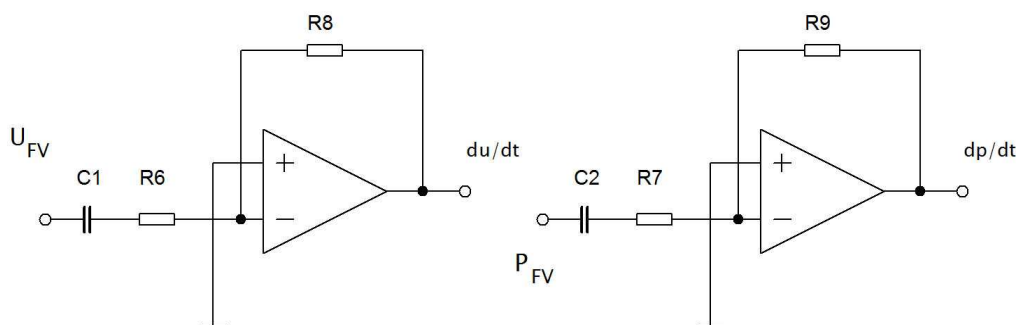 R8
R9
U FV
du/dt
dp/dt
C1
R6
C2
R7
P FV
+
−
+
−